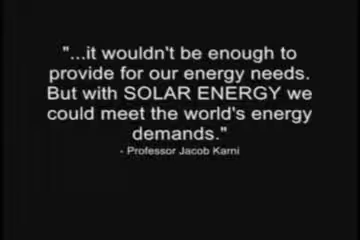 "...it wouldn't be enough to
provide for our energy needs.
But with SOLAR ENERGY we
could meet the world's energy
demands."
- Professor Jacob Karni